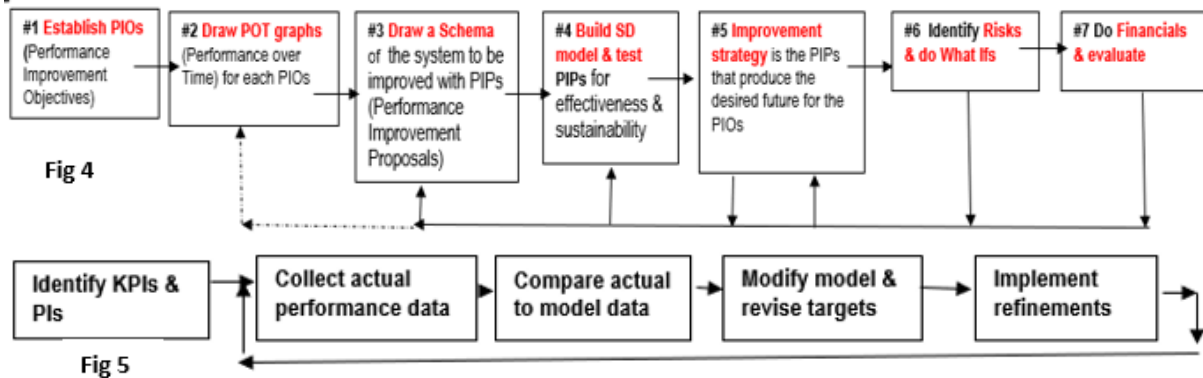 #1 Establish PIOs
(Performance
Improvement
Objectives)
#2 Draw POT graphs
(Performance over
Time) for each PIOs
#3 Draw a Schema
of the system to be
improved with PIPs
(Performance
Improvement
Proposals)
#4 Build SD
model & test
PIPs for
effectiveness &
sustainability
#5 Improvement
strategy is the PIPs
that produce the
desired future for the
PIOs
#6 Identify Risks
& do What Ifs
#7 Do Financials
& evaluate
Fig 4
Identify KPIs &
PIs
Collect actual
performance data
Compare actual
to model data
Modify model &
revise targets
Implement
refinements
Fig 5